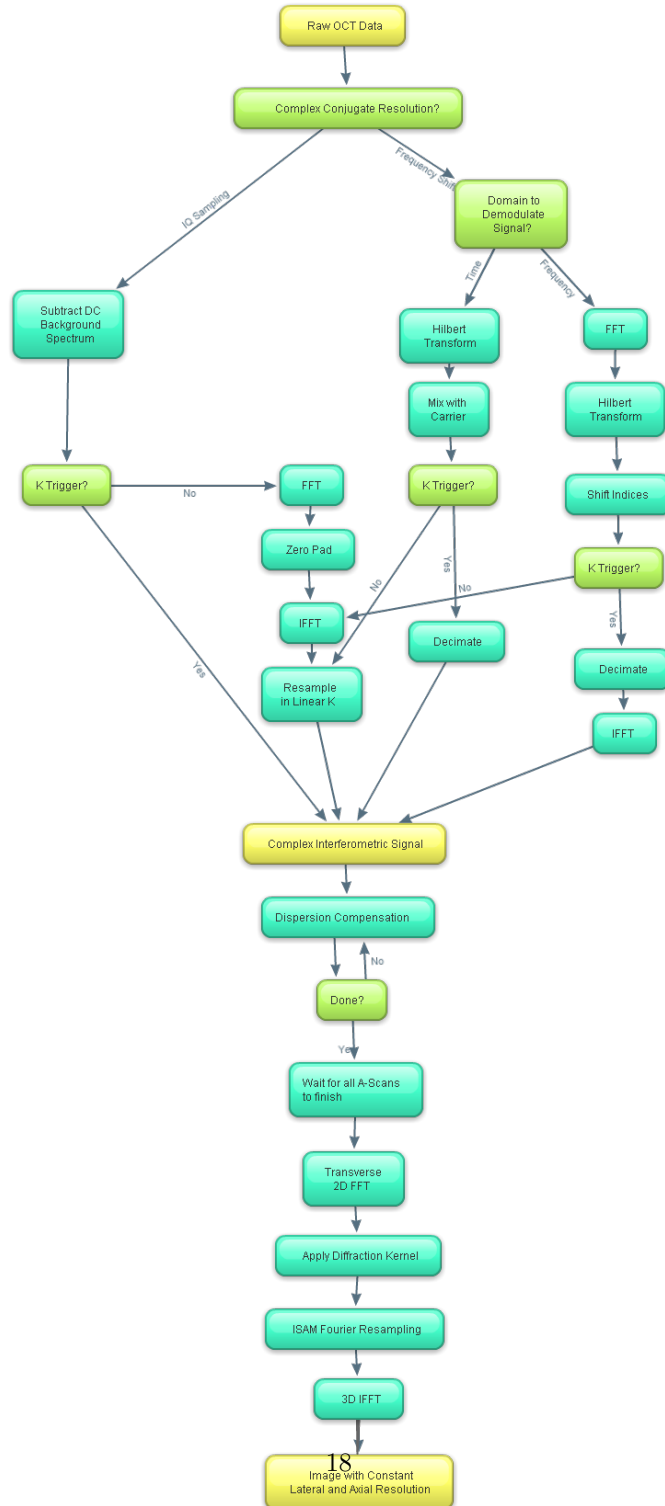 Raw OCT Data
Complex Conjugate Resolution?
IQ Sampling
Frequency Shift
Domain to
Demodulate
Signal?
Time
Frequency
Subtract DC
Background
Spectrum
Hilbert
Transform
FFT
Mix with
Carrier
Hilbert
Transform
K Trigger?
No
FFT
K Trigger?
Shift Indices
Zero Pad
No
Yes
K Trigger?
No
IFFT
Yes
Decimate
Yes
Resample
in Linear K
Decimate
IFFT
Complex Interferometric Signal
Dispersion Compensation
No
Done?
Yes
Wait for all A-Scans
to finish
Transverse
2D FFT
Apply Diffraction Kernel
ISAM Fourier Resampling
3D IFFT
18
Image with Constant
Lateral and Axial Resolution